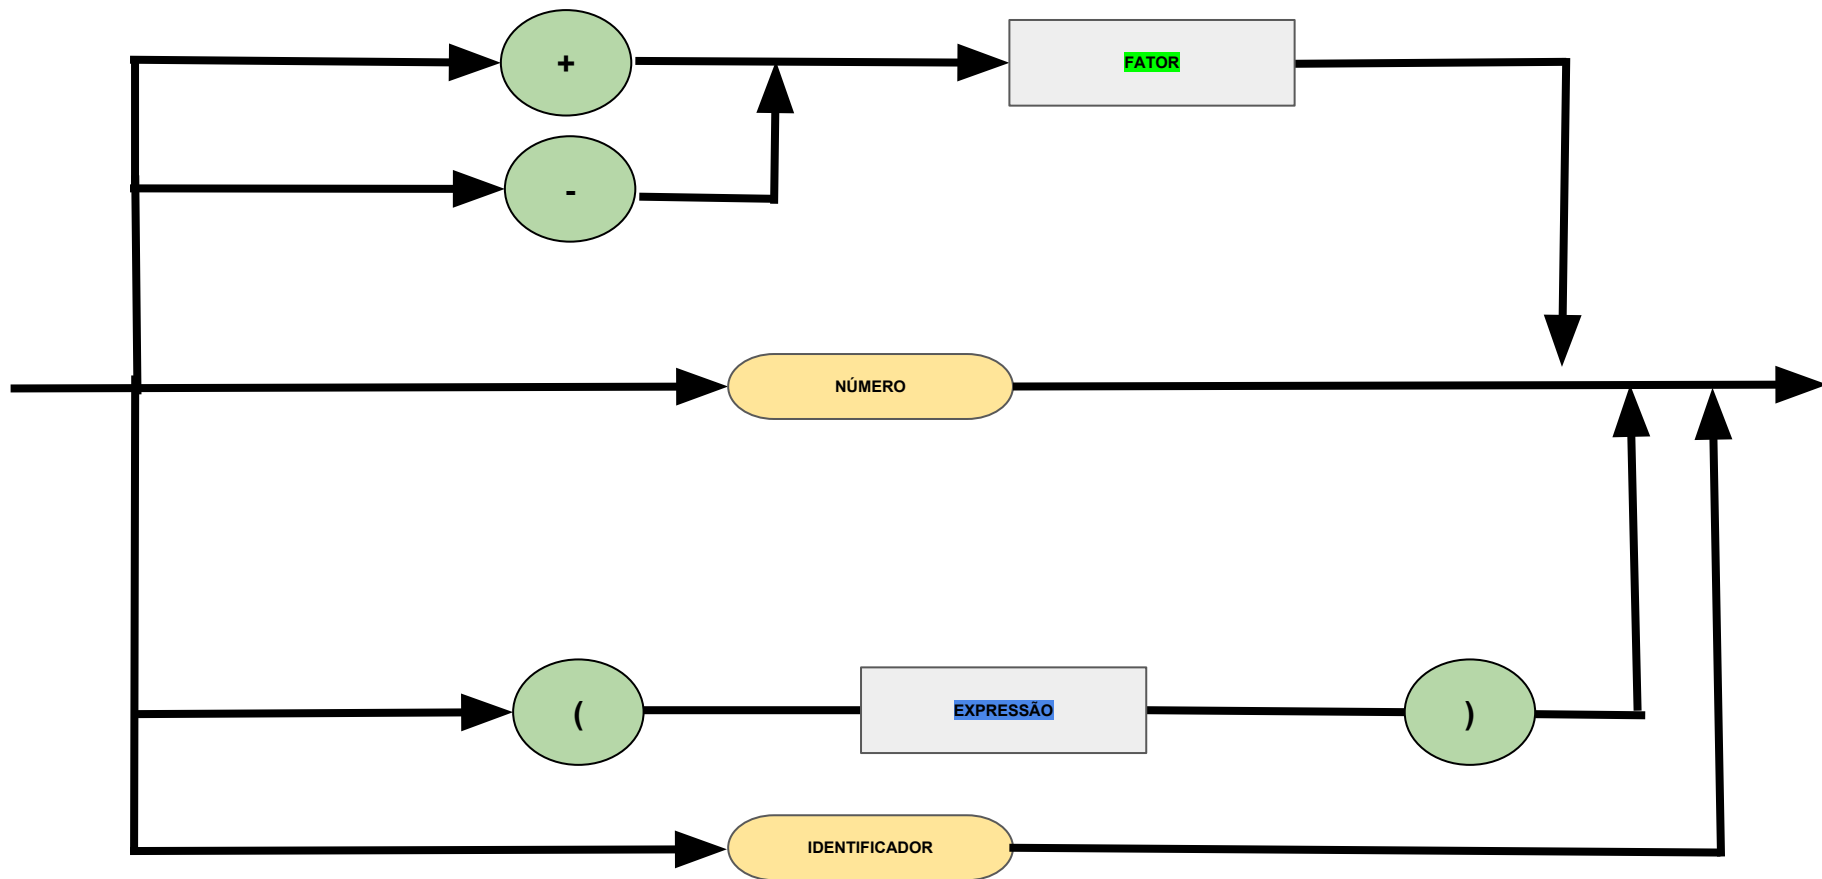 +
FATOR
-
NÚMERO
(
EXPRESSÃO
)
IDENTIFICADOR